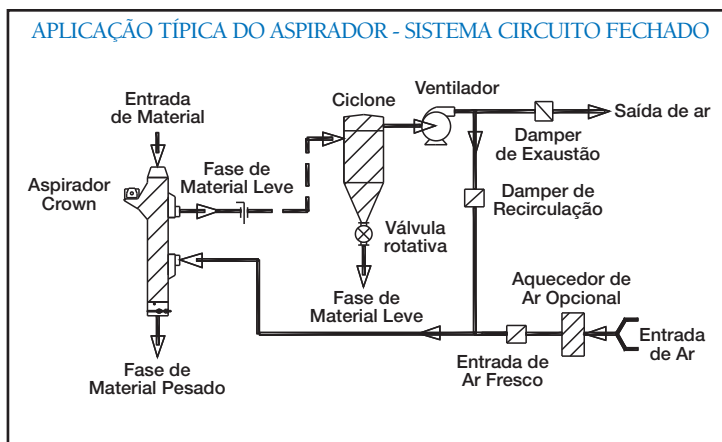 APLICAÇÃO TÍPICA DO ASPIRADOR - SISTEMA CIRCUITO FECHADO
Entrada
de Material
Aspirador
Crown
Fase de
Material Leve
Ciclone
Ventilador
Saída de ar
Damper
de Exaustão
Damper de
Recirculação
Válvula
rotativa
Fase de
Material Leve
Aquecedor de
Ar Opcional
Entrada
de Ar
Entrada de
Ar Fresco
Fase de
Material Pesado